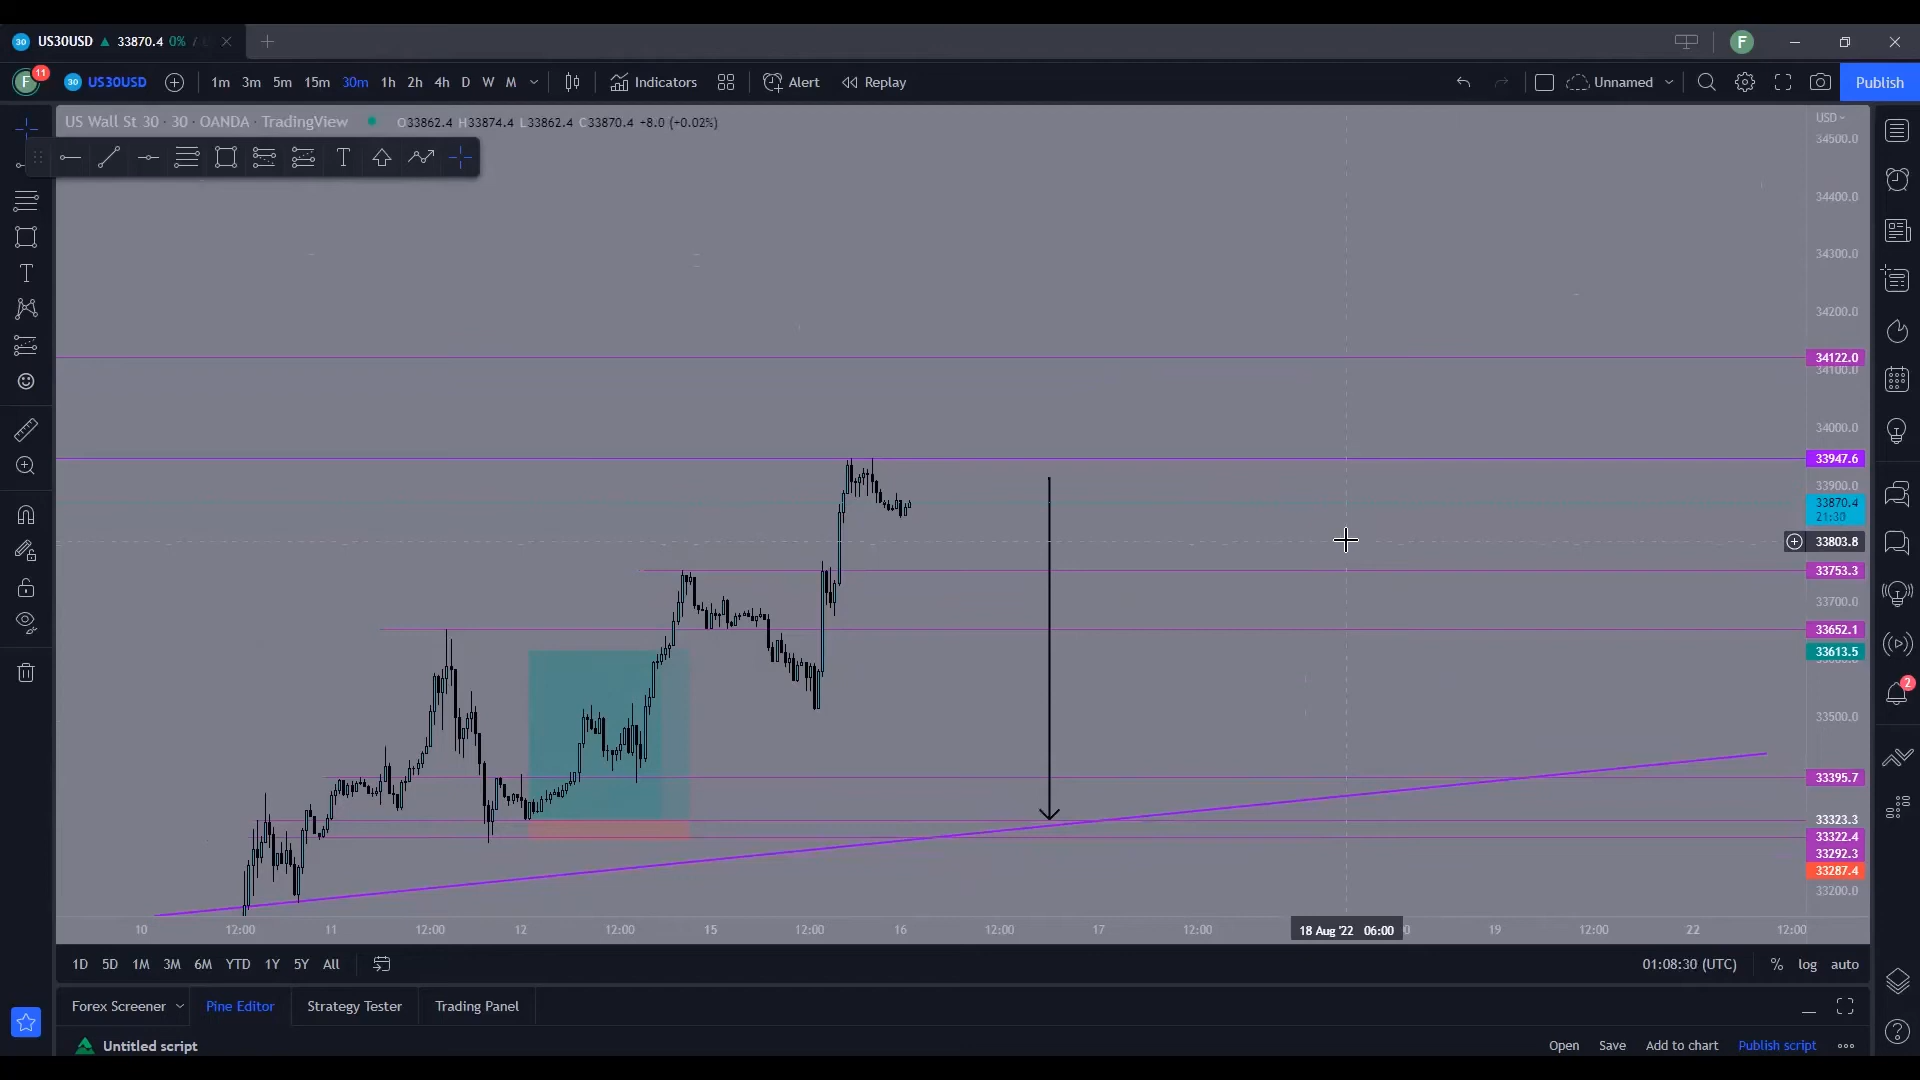 30 US30USD ▲ 33870.4 0% /
F 11 30 US30USD 1m 3m 5m 15m 30m 1h 2h 4h D W M Indicators Alert Replay Unnamed Publish
F
US Wall St 30 · 30 · OANDA · TradingView O33862.4 H33874.4 L33862.4 C33870.4 +8.0 (+0.02%)
USD
34500.0
34400.0
34300.0
34200.0
34122.0
34100.0
34000.0
33947.6
33900.0
33870.4
21:30
33803.8
33753.3
33700.0
33652.1
33613.5
2
33500.0
33395.7
33323.3
33322.4
33292.3
33287.4
33200.0
10 12:00 11 12:00 12 12:00 15 12:00 16 12:00 17 12:00 18 Aug '22 06:00 19 12:00 22 12:00
1D 5D 1M 3M 6M YTD 1Y 5Y All 01:08:30 (UTC) % log auto
Forex Screener Pine Editor Strategy Tester Trading Panel
Untitled script Open Save Add to chart Publish script